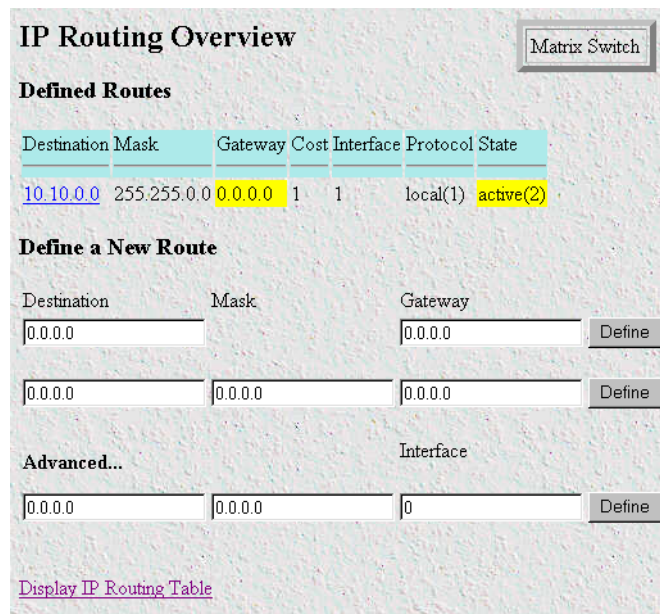 IP Routing Overview
Matrix Switch
Defined Routes
Destination Mask Gateway Cost Interface Protocol State
10.10.0.0 255.255.0.0 0.0.0.0 1 1 local(1) active(2)
Define a New Route
Destination Mask Gateway
0.0.0.0 0.0.0.0 Define
0.0.0.0 0.0.0.0 0.0.0.0 Define
Advanced... Interface
0.0.0.0 0.0.0.0 0 Define
Display IP Routing Table